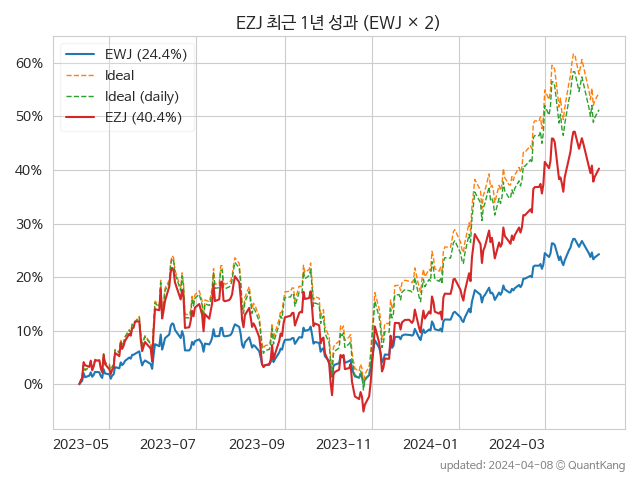 EZJ 최근 1년 성과 (EWJ × 2)
EWJ (24.4%)
Ideal
Ideal (daily)
EZJ (40.4%)
60%
50%
40%
30%
20%
10%
0%
2023−05 2023−07 2023−09 2023−11 2024−01 2024−03
updated: 2024−04−08 © QuantKang